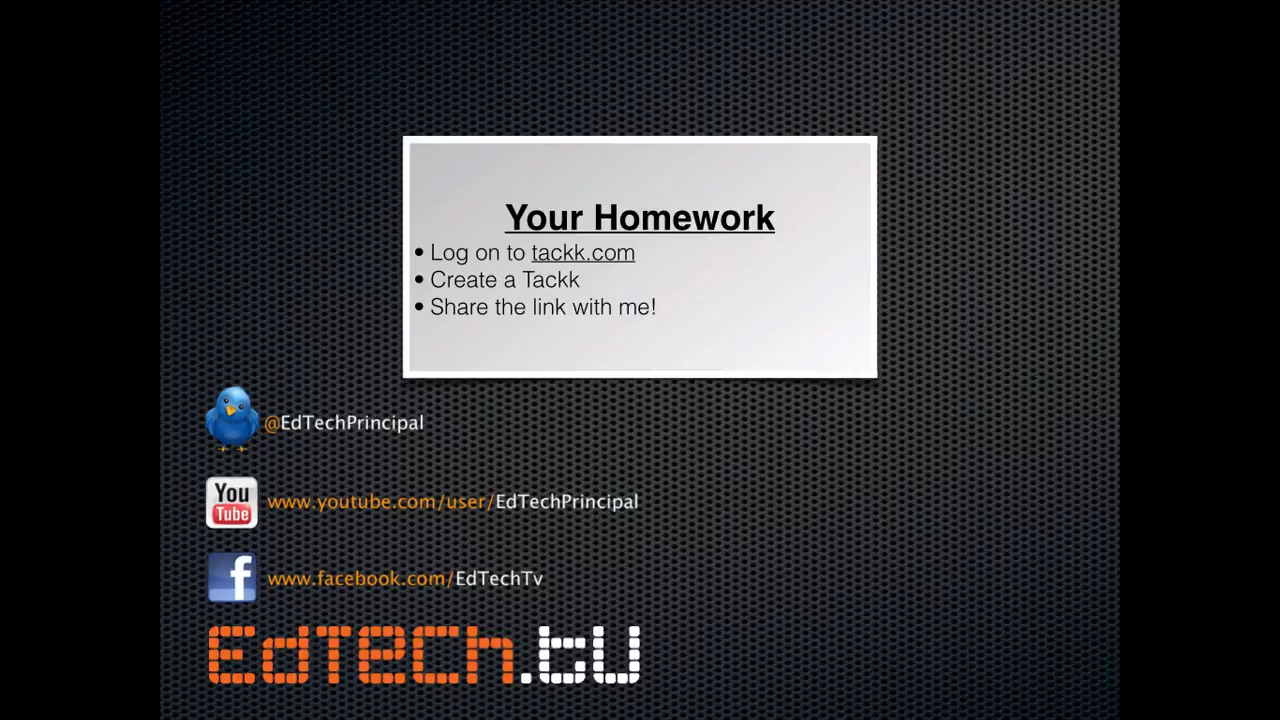 Your Homework
• Log on to tackk.com
• Create a Tackk
• Share the link with me!
@EdTechPrincipal
You
Tube
www.youtube.com/user/EdTechPrincipal
f
www.facebook.com/EdTechTv
EdTeCh.tU